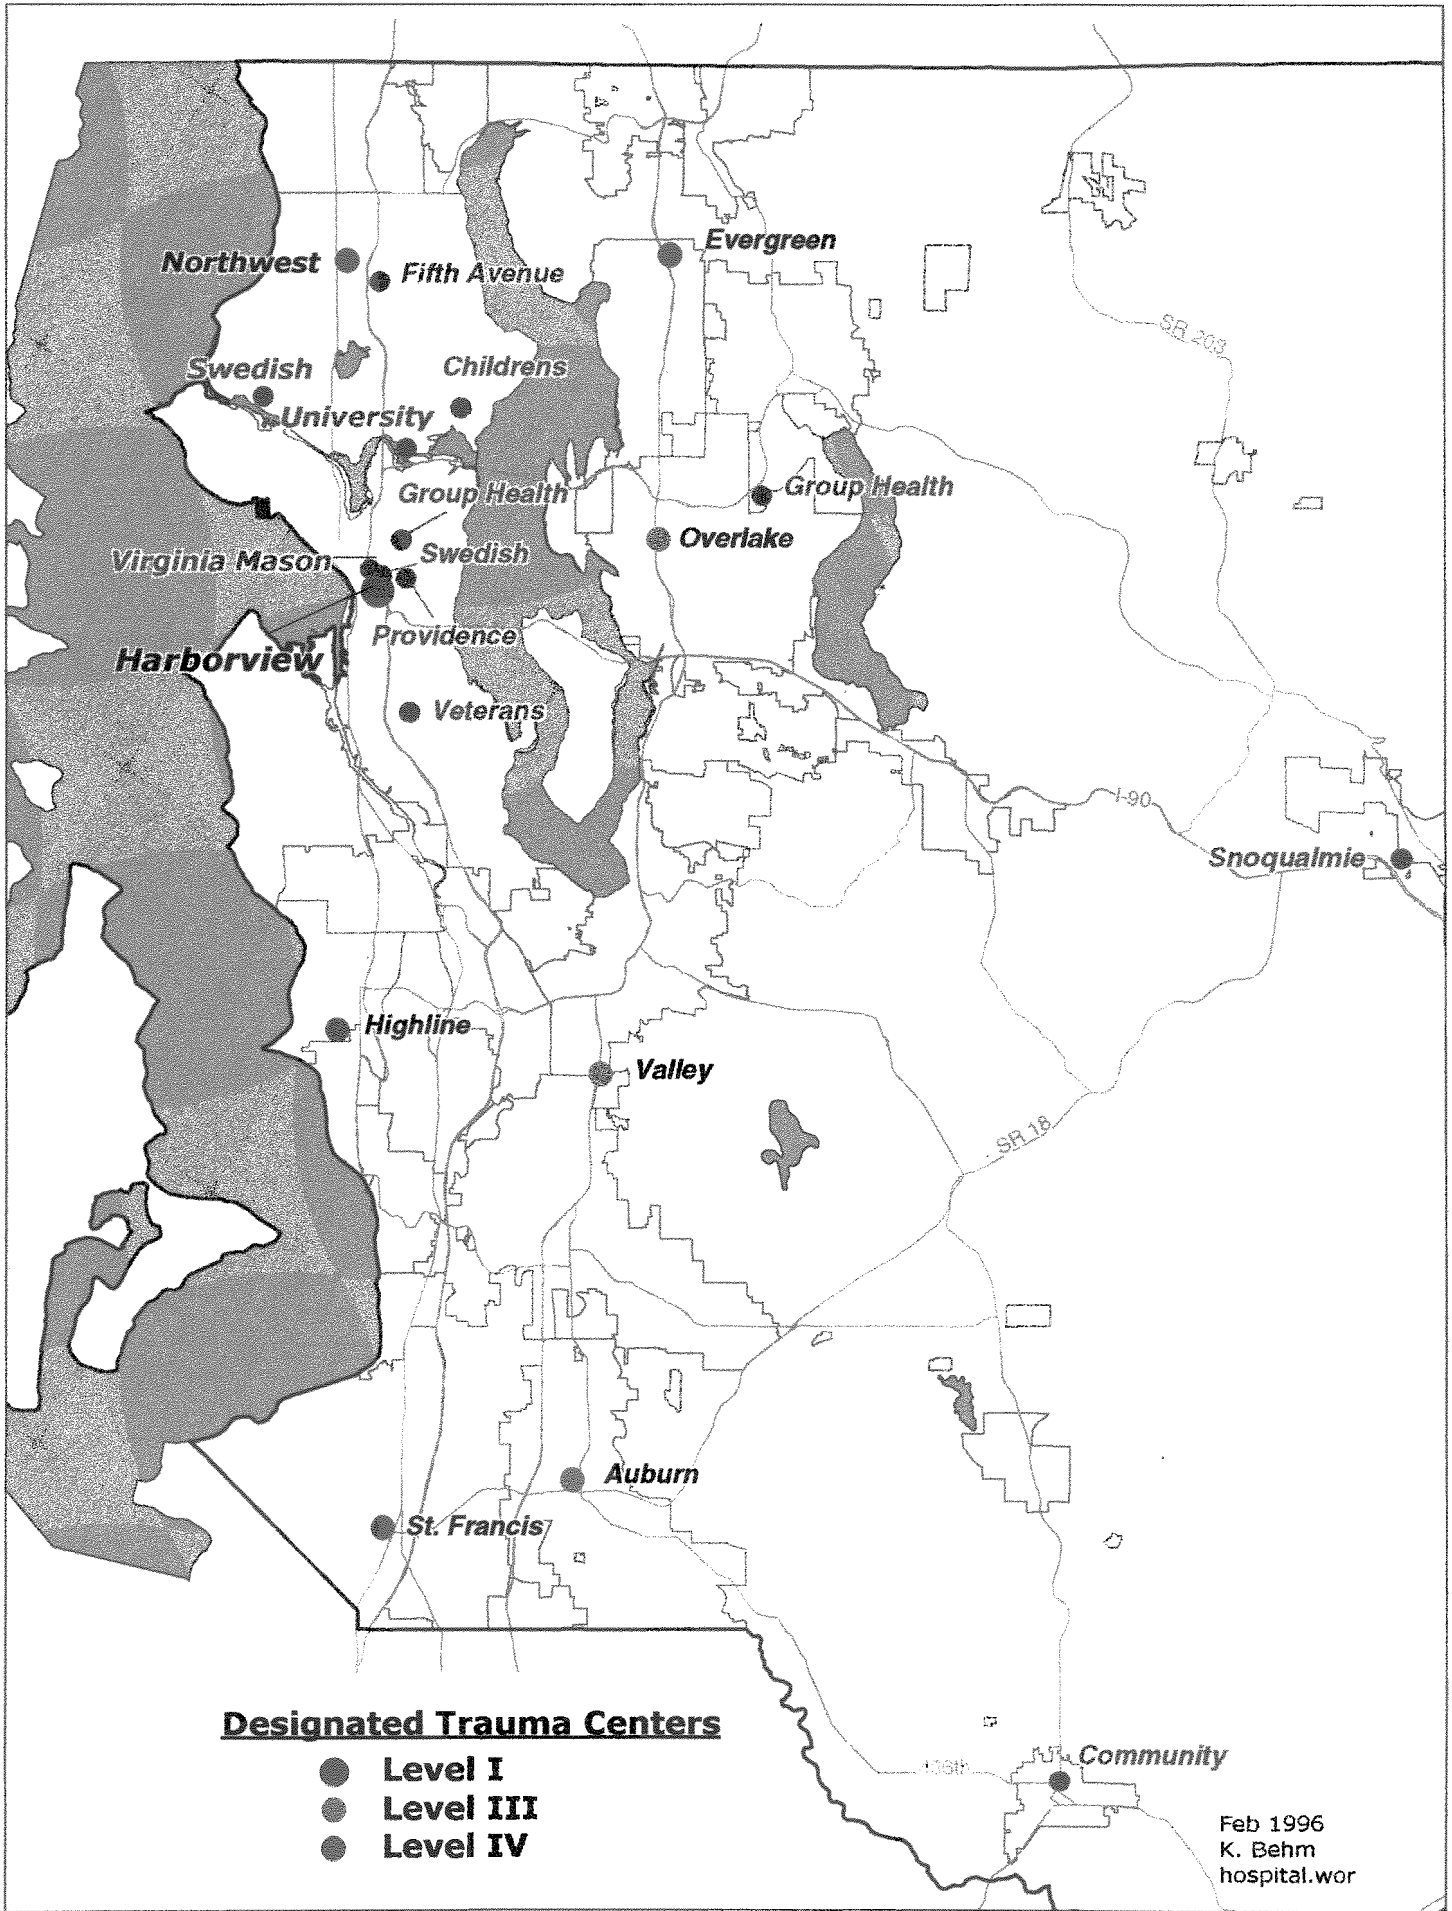 Evergreen
Northwest
Fifth Avenue
SR 203
Swedish
Childrens
University
Group Health
Group Health
Overlake
Virginia Mason
Swedish
Providence
Harborview
Veterans
I-90
Snoqualmie
Highline
Valley
SR 18
Auburn
St. Francis
Designated Trauma Centers
Level I
Level III
Level IV
Community
Feb 1996
K. Behm
hospital.wor